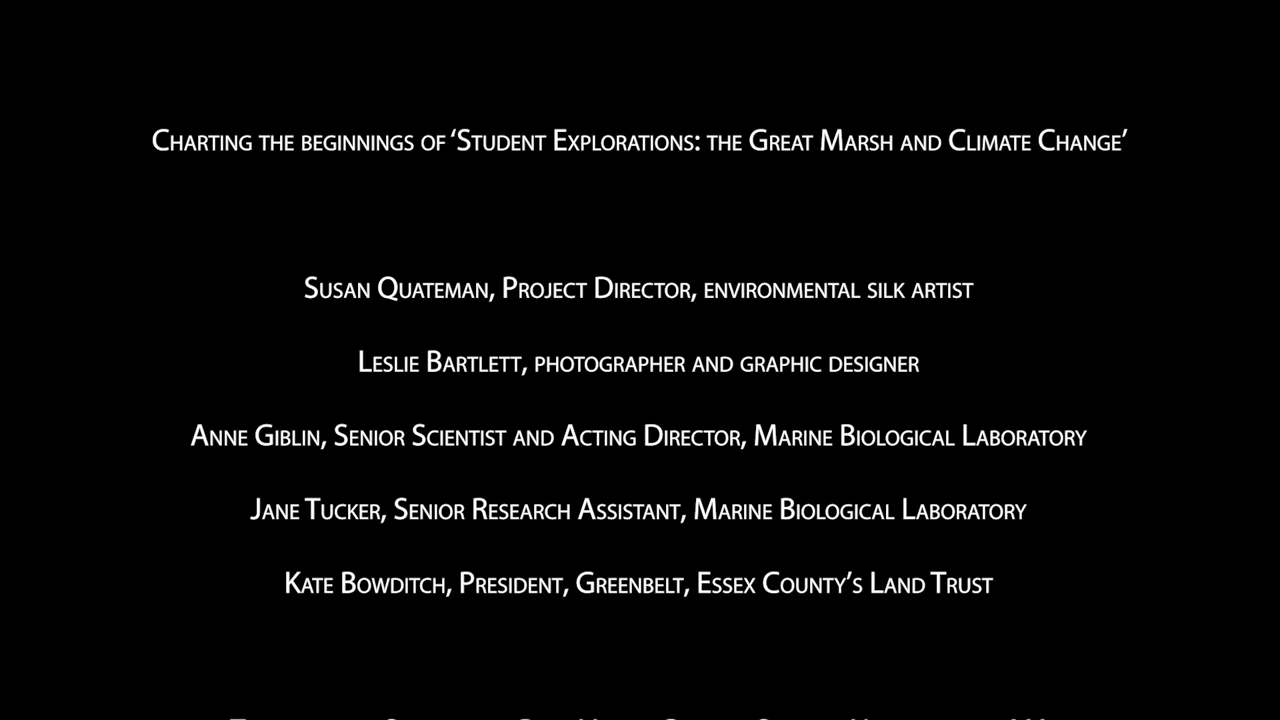 Charting the beginnings of ‘Student Explorations: the Great Marsh and Climate Change’
Susan Quateman, Project Director, environmental silk artist
Leslie Bartlett, photographer and graphic designer
Anne Giblin, Senior Scientist and Acting Director, Marine Biological Laboratory
Jane Tucker, Senior Research Assistant, Marine Biological Laboratory
Kate Bowditch, President, Greenbelt, Essex County’s Land Trust